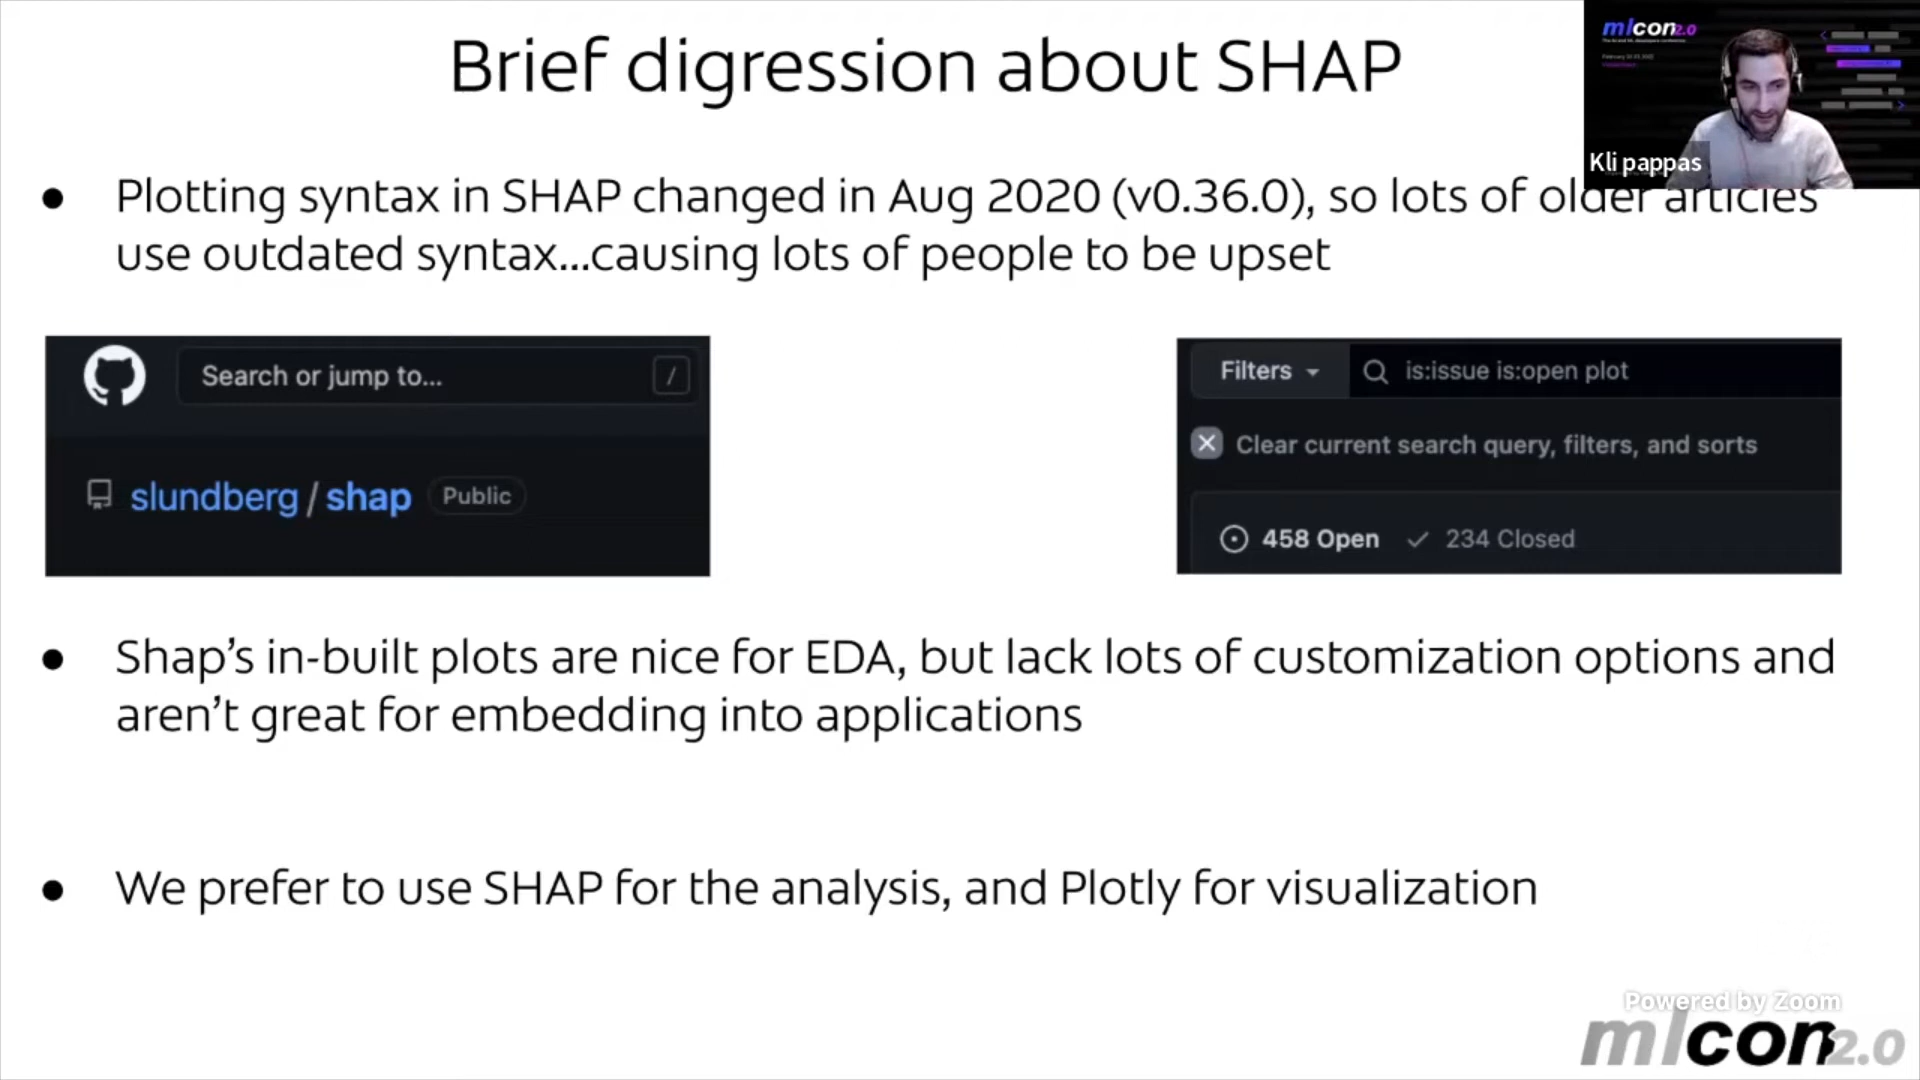 Brief digression about SHAP
mlcon2.0
Kli pappas
Plotting syntax in SHAP changed in Aug 2020 (v0.36.0), so lots of older articles
use outdated syntax...causing lots of people to be upset
Search or jump to...
/
slundberg / shap Public
Filters
is:issue is:open plot
Clear current search query, filters, and sorts
458 Open 234 Closed
Shap's in-built plots are nice for EDA, but lack lots of customization options and
aren't great for embedding into applications
We prefer to use SHAP for the analysis, and Plotly for visualization
Powered by Zoom
mlcon2.0